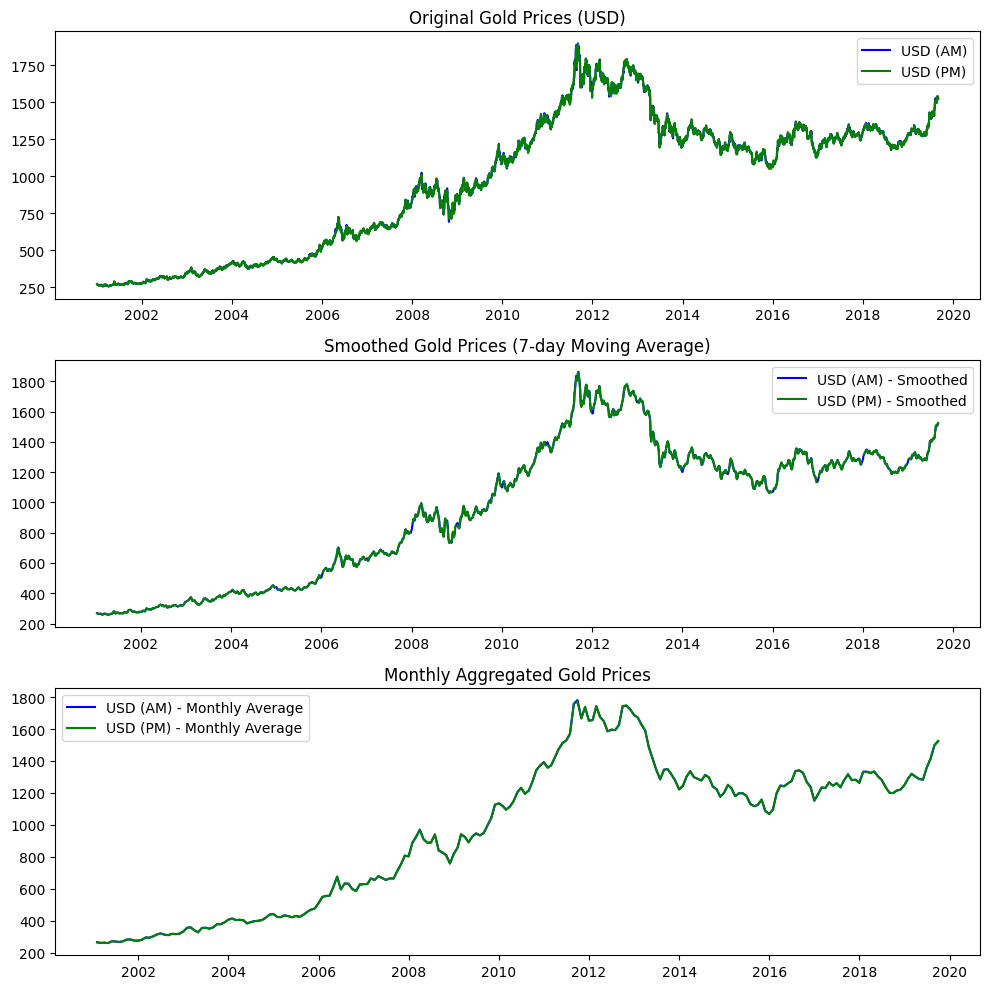 Original Gold Prices (USD)
USD (AM)
USD (PM)
1750
1500
1250
1000
750
500
250
2002 2004 2006 2008 2010 2012 2014 2016 2018 2020
Smoothed Gold Prices (7-day Moving Average)
USD (AM) - Smoothed
USD (PM) - Smoothed
1800
1600
1400
1200
1000
800
600
400
200
2002 2004 2006 2008 2010 2012 2014 2016 2018 2020
Monthly Aggregated Gold Prices
USD (AM) - Monthly Average
USD (PM) - Monthly Average
1800
1600
1400
1200
1000
800
600
400
200
2002 2004 2006 2008 2010 2012 2014 2016 2018 2020